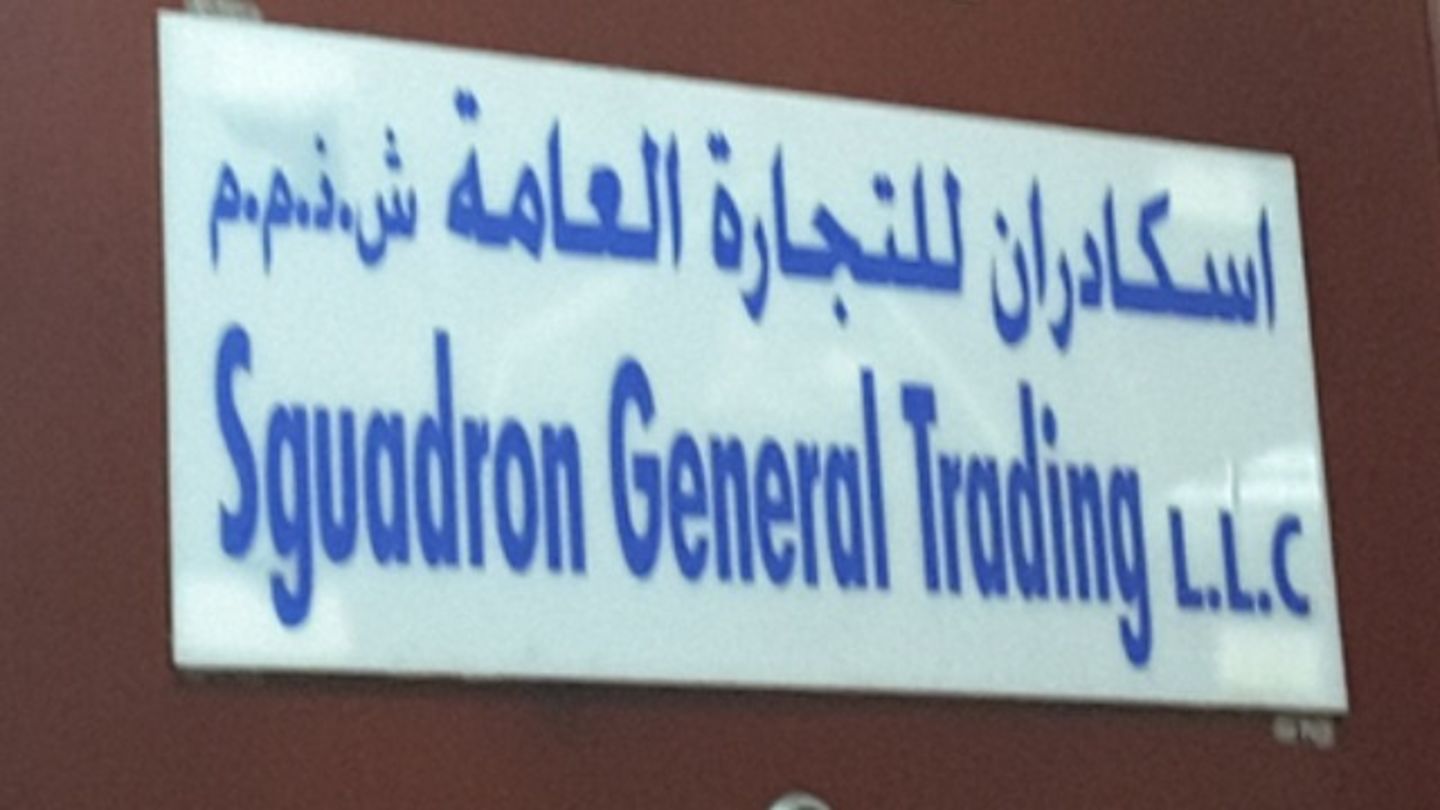 اسكادران للتجارة العامة ش.ذ.م.م
Sguadron General Trading L.L.C